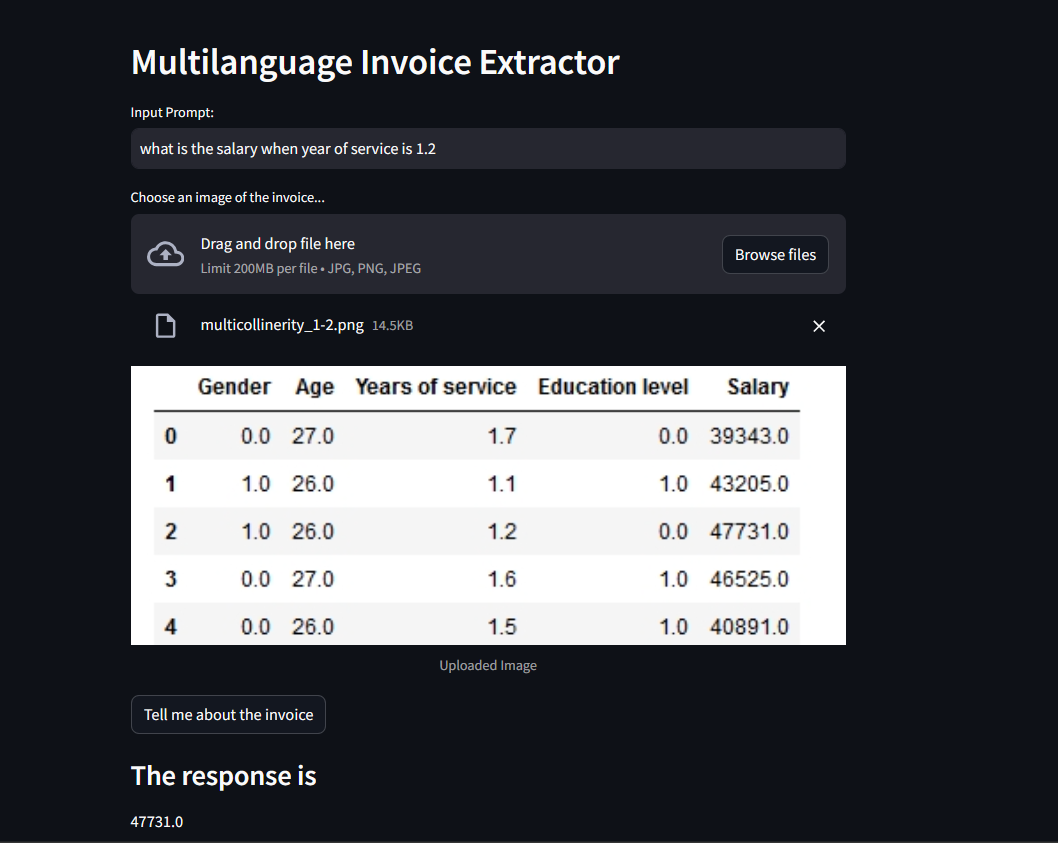 Multilanguage Invoice Extractor
Input Prompt:
what is the salary when year of service is 1.2
Choose an image of the invoice...
Drag and drop file here
Limit 200MB per file • JPG, PNG, JPEG
Browse files
multicollinerity_1-2.png 14.5KB
Gender Age Years of service Education level Salary
0 0.0 27.0 1.7 0.0 39343.0
1 1.0 26.0 1.1 1.0 43205.0
2 1.0 26.0 1.2 0.0 47731.0
3 0.0 27.0 1.6 1.0 46525.0
4 0.0 26.0 1.5 1.0 40891.0
Uploaded Image
Tell me about the invoice
The response is
47731.0